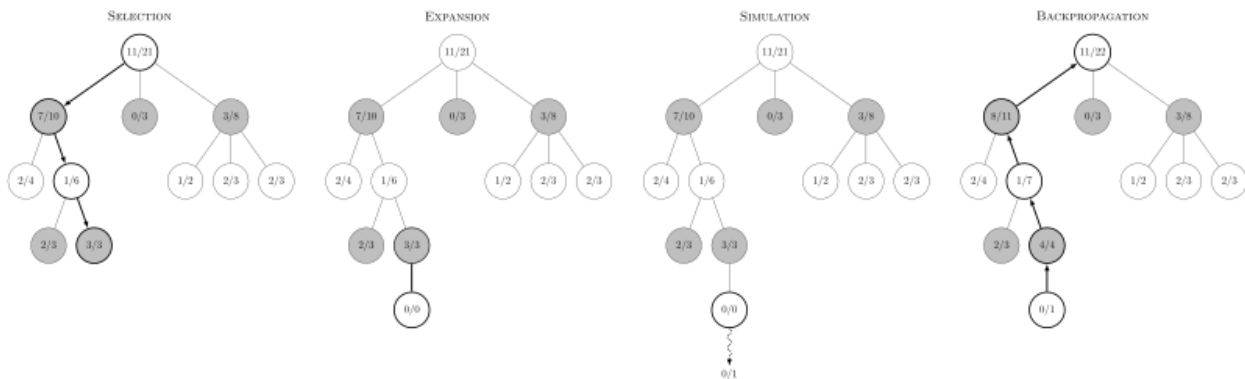 SELECTION EXPANSION SIMULATION BACKPROPAGATION
11/21 11/21 11/21 11/22
7/10 0/3 3/8 7/10 0/3 3/8 7/10 0/3 3/8 8/11 0/3 3/8
2/4 1/6 1/2 2/3 2/3 2/4 1/6 1/2 2/3 2/3 2/4 1/6 1/2 2/3 2/3 2/4 1/7 1/2 2/3 2/3
2/3 3/3 2/3 3/3 2/3 3/3 2/3 4/4
0/0 0/0 0/1
0/1